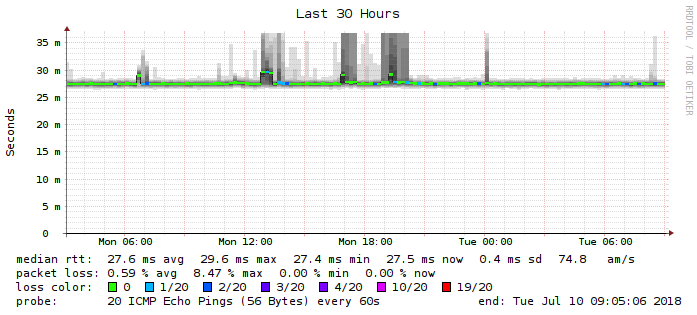 Last 30 Hours
RRDTOOL / TOBI OETIKER
Seconds
35 m
30 m
25 m
20 m
15 m
10 m
5 m
0
Mon 06:00 Mon 12:00 Mon 18:00 Tue 00:00 Tue 06:00
median rtt: 27.6 ms avg 29.6 ms max 27.4 ms min 27.5 ms now 0.4 ms sd 74.8 am/s
packet loss: 0.59 % avg 8.47 % max 0.00 % min 0.00 % now
loss color: 0 1/20 2/20 3/20 4/20 10/20 19/20
probe: 20 ICMP Echo Pings (56 Bytes) every 60s end: Tue Jul 10 09:05:06 2018